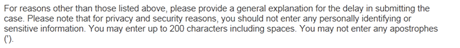 For reasons other than those listed above, please provide a general explanation for the delay in submitting the
case. Please note that for privacy and security reasons, you should not enter any personally identifying or
sensitive information. You may enter up to 200 characters including spaces. You may not enter any apostrophes
(').